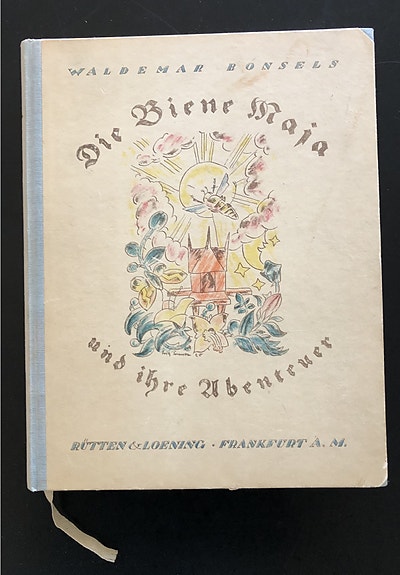 WALDEMAR BONSELS
Die Biene Maja
und ihre Abenteuer
RÜTTEN & LOENING · FRANKFURT A. M.